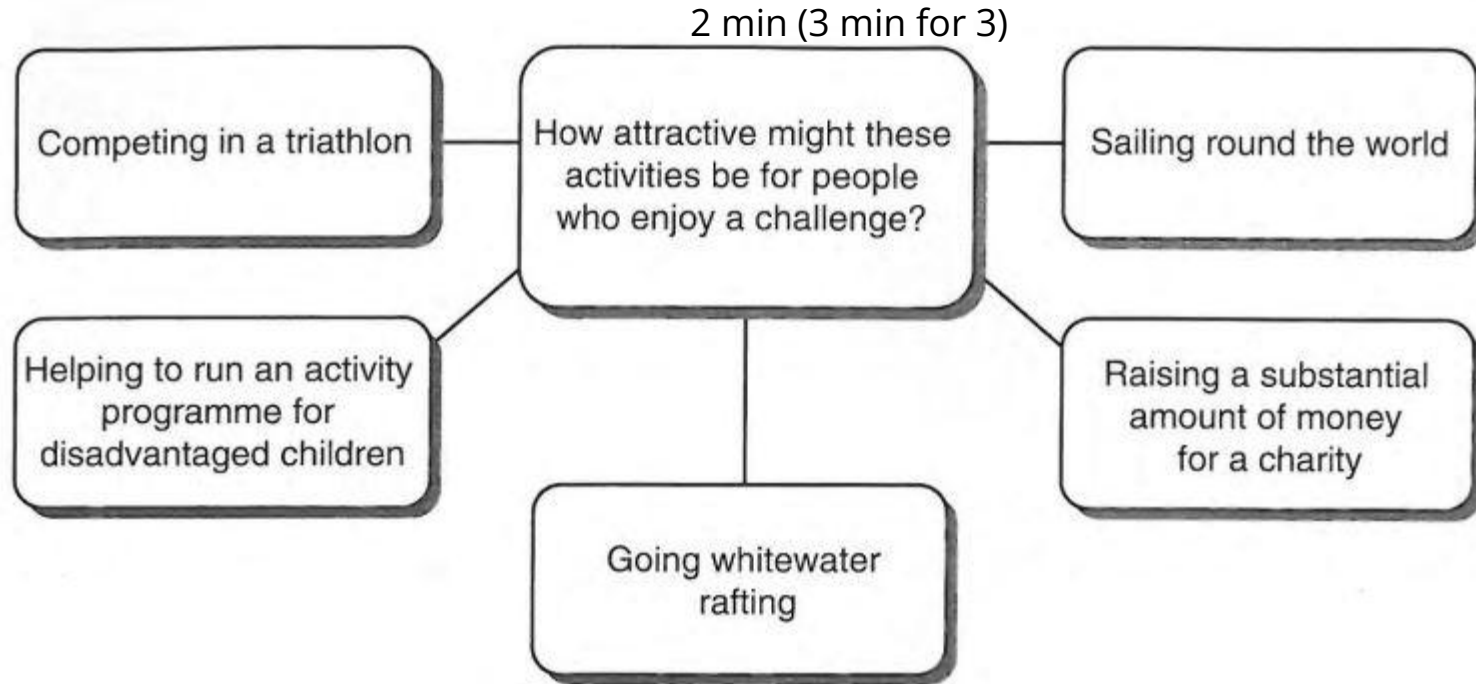 2 min (3 min for 3)
Competing in a triathlon
How attractive might these
activities be for people
who enjoy a challenge?
Sailing round the world
Helping to run an activity
programme for
disadvantaged children
Raising a substantial
amount of money
for a charity
Going whitewater
rafting